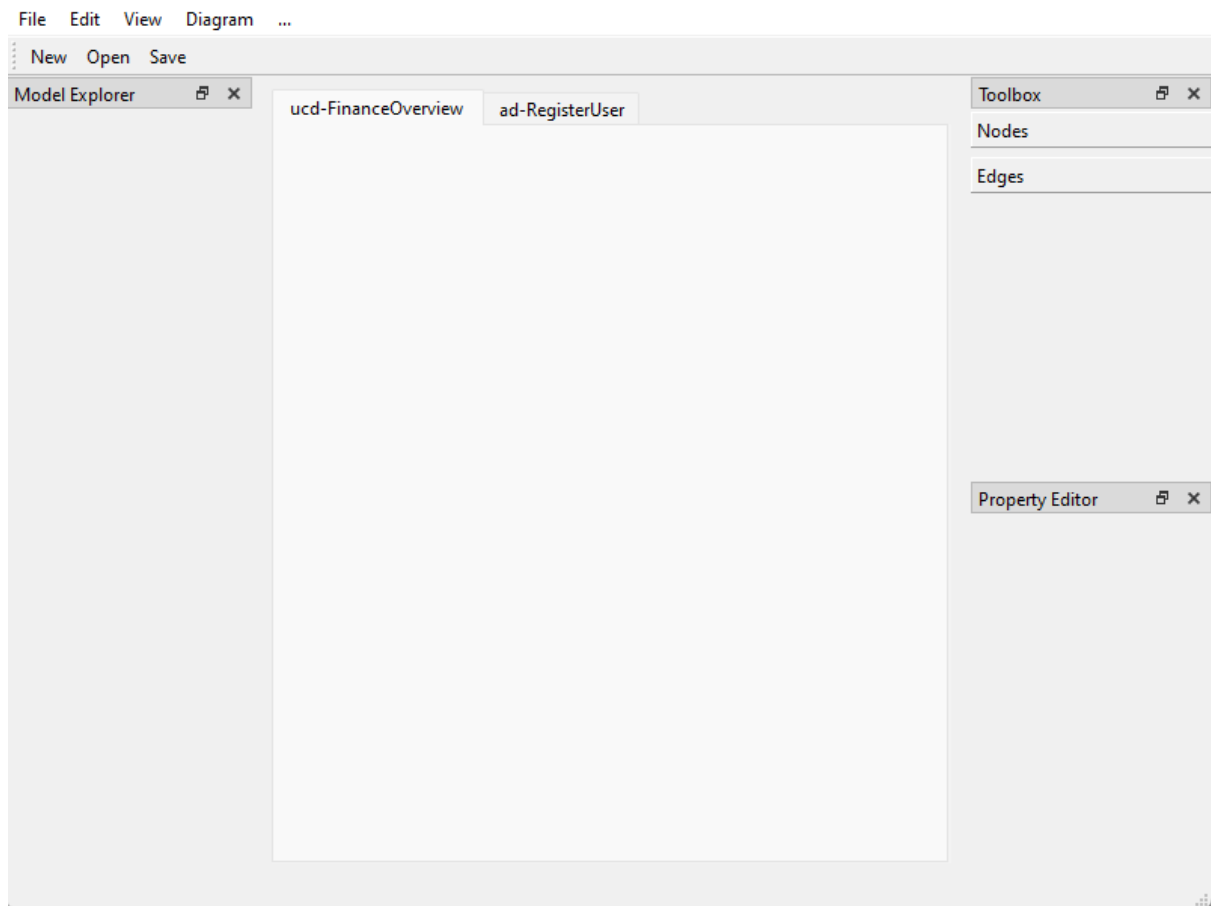 File Edit View Diagram ...
New Open Save
Model Explorer
ucd-FinanceOverview ad-RegisterUser
Toolbox
Nodes
Edges
Property Editor